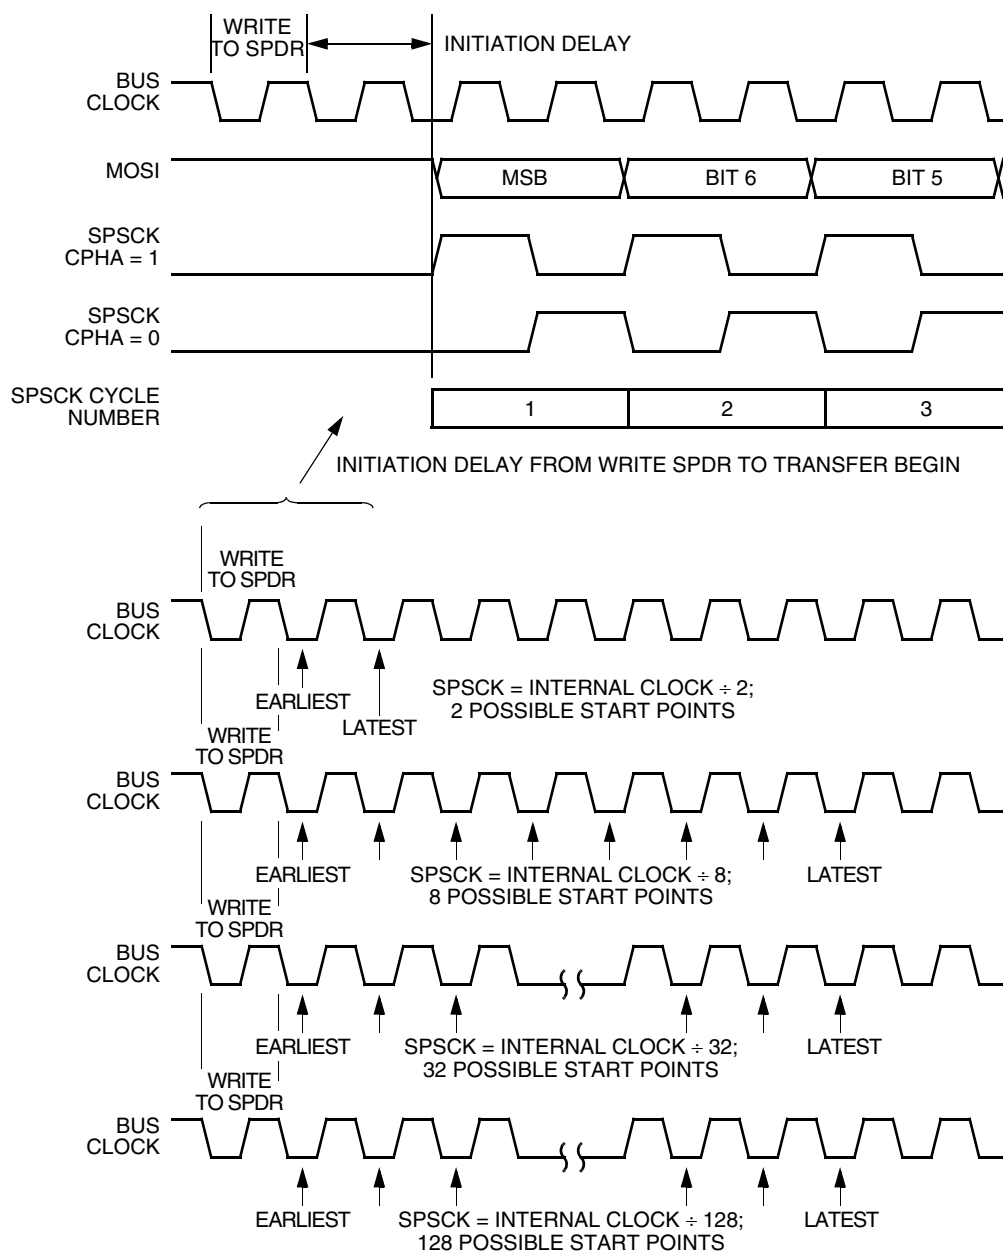 WRITE
TO SPDR
INITIATION DELAY
BUS
CLOCK
MOSI
MSB
BIT 6
BIT 5
SPSCK
CPHA = 1
SPSCK
CPHA = 0
SPSCK CYCLE
NUMBER
1
2
3
INITIATION DELAY FROM WRITE SPDR TO TRANSFER BEGIN
WRITE
TO SPDR
BUS
CLOCK
EARLIEST
LATEST
SPSCK = INTERNAL CLOCK ÷ 2;
2 POSSIBLE START POINTS
WRITE
TO SPDR
BUS
CLOCK
EARLIEST
SPSCK = INTERNAL CLOCK ÷ 8;
8 POSSIBLE START POINTS
LATEST
WRITE
TO SPDR
BUS
CLOCK
EARLIEST
SPSCK = INTERNAL CLOCK ÷ 32;
32 POSSIBLE START POINTS
LATEST
WRITE
TO SPDR
BUS
CLOCK
EARLIEST
SPSCK = INTERNAL CLOCK ÷ 128;
128 POSSIBLE START POINTS
LATEST